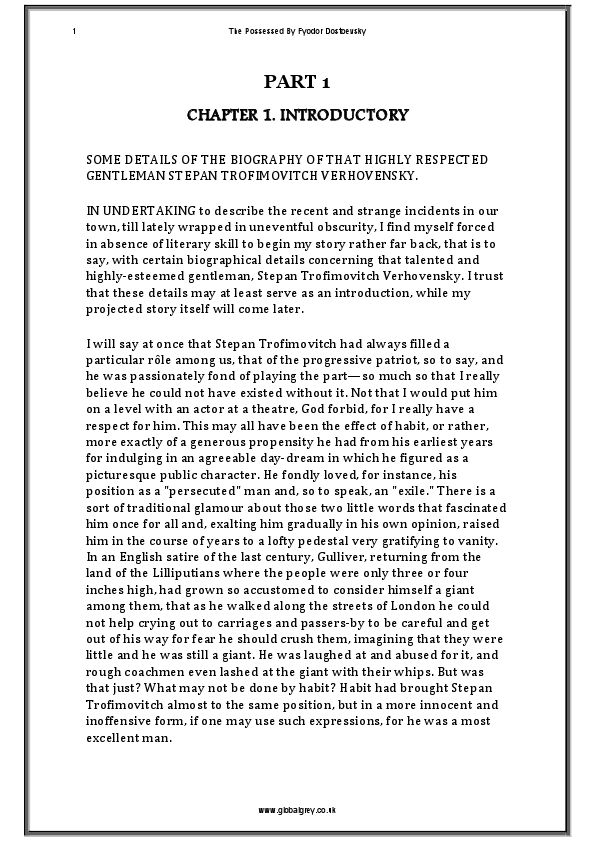 1 The Possessed By Fyodor Dostoevsky
PART 1
CHAPTER 1. INTRODUCTORY
SOME DETAILS OF THE BIOGRAPHY OF THAT HIGHLY RESPECTED
GENTLEMAN STEPAN TROFIMOVITCH VERHOVENSKY.
IN UNDERTAKING to describe the recent and strange incidents in our
town, till lately wrapped in uneventful obscurity, I find myself forced
in absence of literary skill to begin my story rather far back, that is to
say, with certain biographical details concerning that talented and
highly-esteemed gentleman, Stepan Trofimovitch Verhovensky. I trust
that these details may at least serve as an introduction, while my
projected story itself will come later.
I will say at once that Stepan Trofimovitch had always filled a
particular rôle among us, that of the progressive patriot, so to say, and
he was passionately fond of playing the part—so much so that I really
believe he could not have existed without it. Not that I would put him
on a level with an actor at a theatre, God forbid, for I really have a
respect for him. This may all have been the effect of habit, or rather,
more exactly of a generous propensity he had from his earliest years
for indulging in an agreeable day-dream in which he figured as a
picturesque public character. He fondly loved, for instance, his
position as a "persecuted" man and, so to speak, an "exile." There is a
sort of traditional glamour about those two little words that fascinated
him once for all and, exalting him gradually in his own opinion, raised
him in the course of years to a lofty pedestal very gratifying to vanity.
In an English satire of the last century, Gulliver, returning from the
land of the Lilliputians where the people were only three or four
inches high, had grown so accustomed to consider himself a giant
among them, that as he walked along the streets of London he could
not help crying out to carriages and passers-by to be careful and get
out of his way for fear he should crush them, imagining that they were
little and he was still a giant. He was laughed at and abused for it, and
rough coachmen even lashed at the giant with their whips. But was
that just? What may not be done by habit? Habit had brought Stepan
Trofimovitch almost to the same position, but in a more innocent and
inoffensive form, if one may use such expressions, for he was a most
excellent man.
www.globalgrey.co.uk